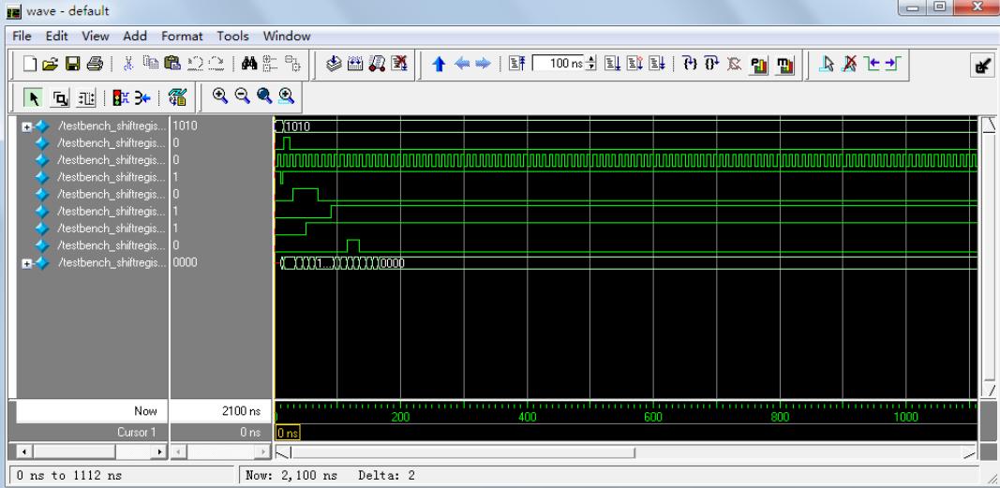 wave - default
File Edit View Add Format Tools Window
100 ns
/testbench_shiftregis... 1010 1010
/testbench_shiftregis... 0
/testbench_shiftregis... 0
/testbench_shiftregis... 1
/testbench_shiftregis... 0
/testbench_shiftregis... 1
/testbench_shiftregis... 1
/testbench_shiftregis... 0
/testbench_shiftregis... 0000 1... 0000
Now 2100 ns 200 400 600 800 1000
Cursor 1 0 ns 0 ns
0 ns to 1112 ns Now: 2,100 ns Delta: 2